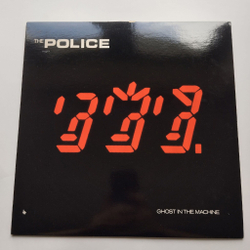 THE POLICE
GHOST IN THE MACHINE